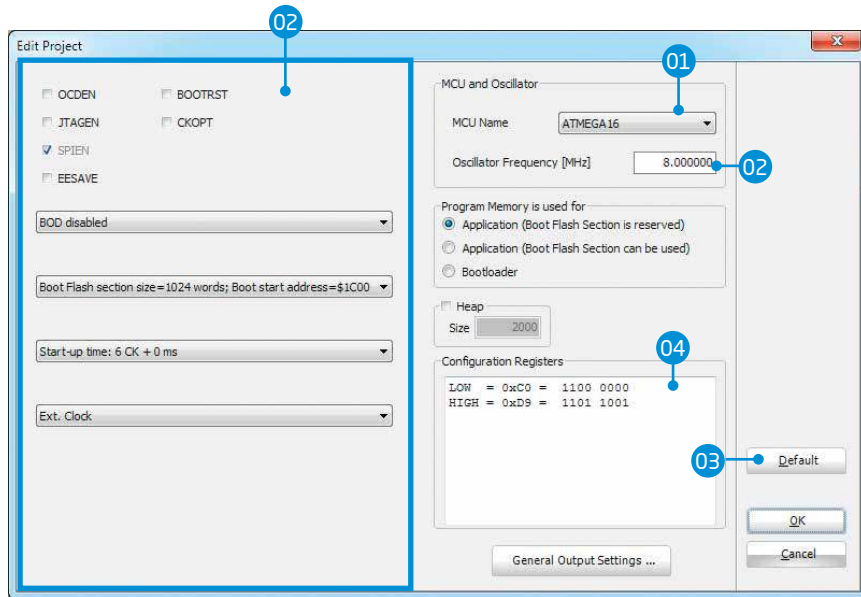 02
Edit Project
01
OCDEN
BOOTRST
JTAGEN
CKOPT
SPIEN
EESAVE
BOD disabled
Boot Flash section size=1024 words; Boot start address=$1C00
Start-up time: 6 CK + 0 ms
Ext. Clock
MCU and Oscillator
MCU Name
ATMEGA16
Oscillator Frequency [MHz]
8.000000
02
Program Memory is used for
Application (Boot Flash Section is reserved)
Application (Boot Flash Section can be used)
Bootloader
Heap
Size
2000
04
Configuration Registers
LOW = 0xC0 = 1100 0000
HIGH = 0xD9 = 1101 1001
General Output Settings ...
03
Default
OK
Cancel